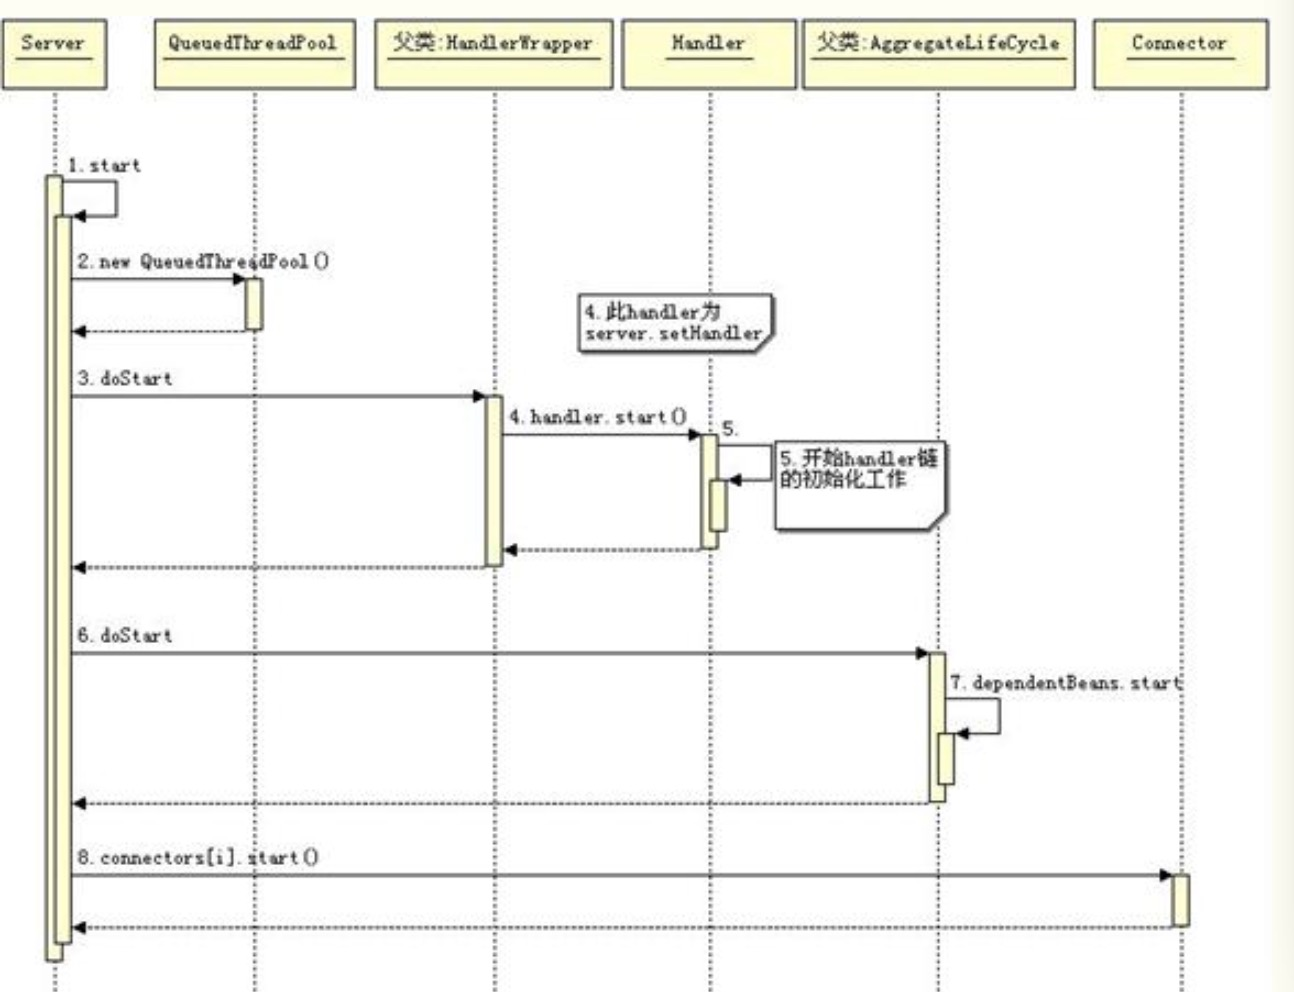 Server
QueuedThreadPool
父类:HandlerWrapper
Handler
父类:AggregateLifeCycle
Connector
1.start
2.new QueuedThreadPool()
4.此handler为
server.setHandler
3.doStart
4.handler.start()
5.
5.开始handler链
的初始化工作
6.doStart
7.dependentBeans.start
8.connectors[i].start()